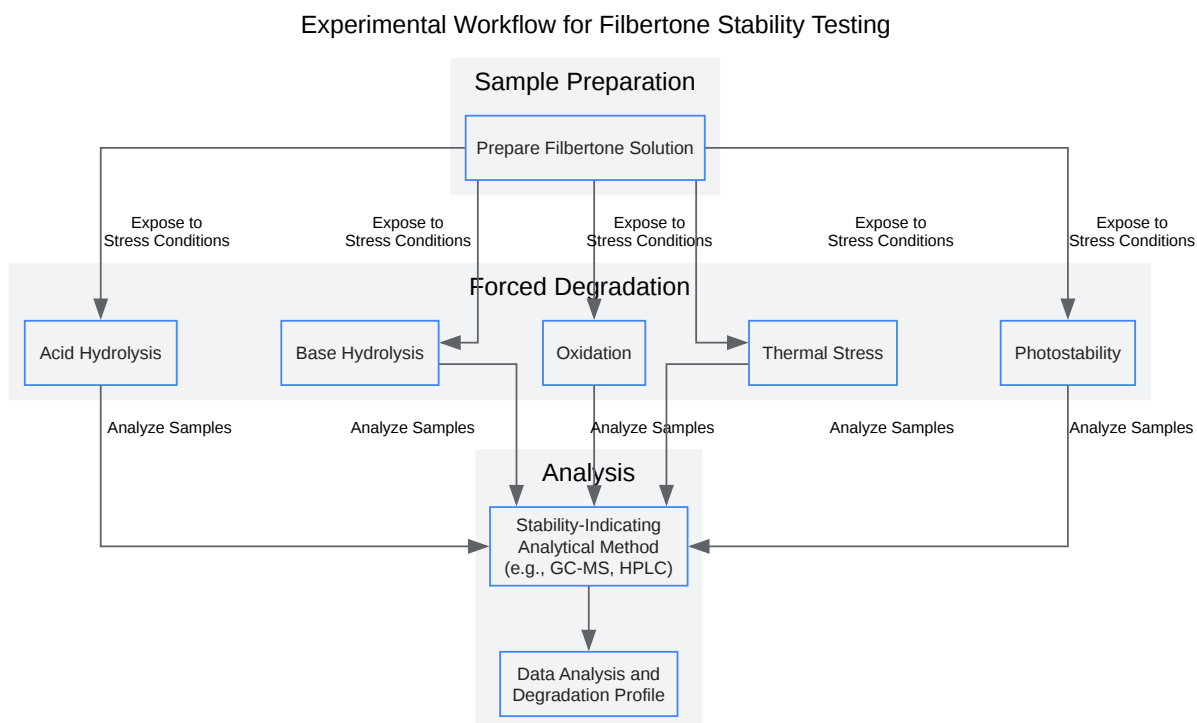 Experimental Workflow for Filbertone Stability Testing
Sample Preparation
Prepare Filbertone Solution
Expose to
Stress Conditions
Expose to
Stress Conditions
Expose to
Stress Conditions
Expose to
Stress Conditions
Expose to
Stress Conditions
Forced Degradation
Acid Hydrolysis
Base Hydrolysis
Oxidation
Thermal Stress
Photostability
Analyze Samples
Analyze Samples
Analyze Samples
Analyze Samples
Analyze Samples
Analysis
Stability-Indicating
Analytical Method
(e.g., GC-MS, HPLC)
Data Analysis and
Degradation Profile